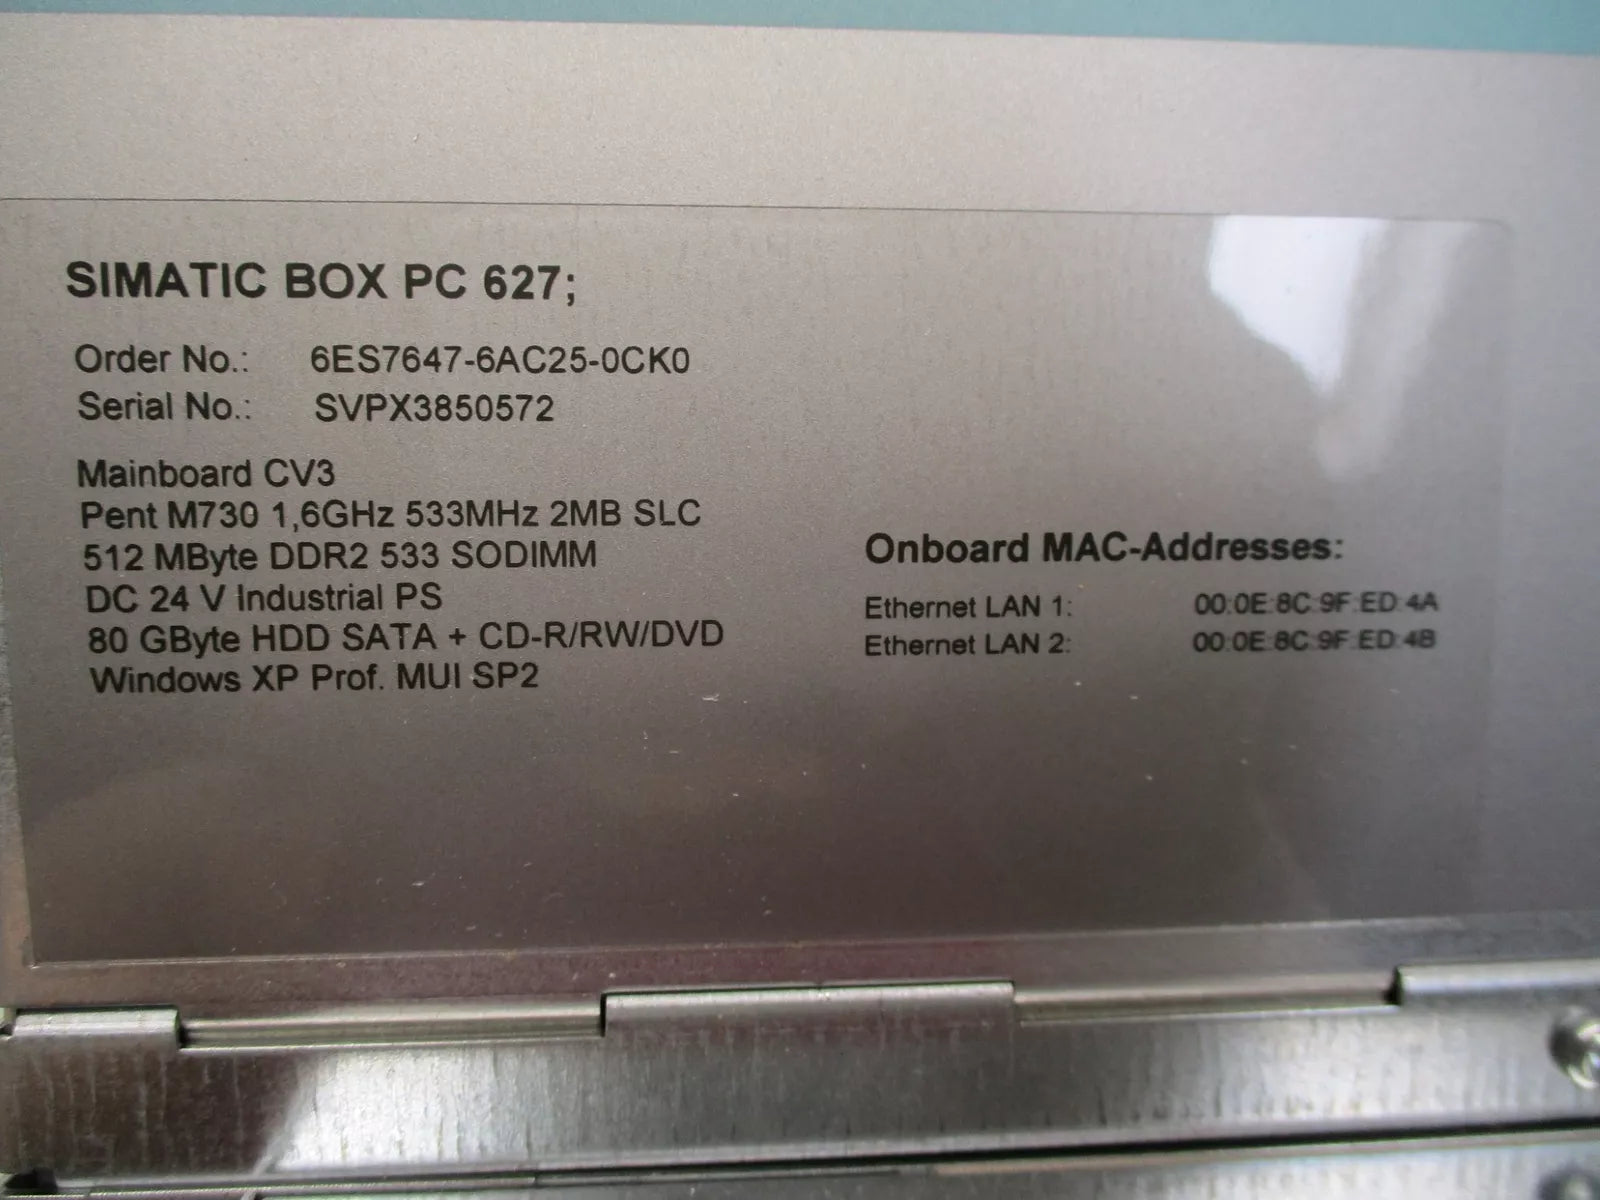 SIMATIC BOX PC 627;
Order No.: 6ES7647-6AC25-0CK0
Serial No.: SVPX3850572
Mainboard CV3
Pent M730 1,6GHz 533MHz 2MB SLC
512 MByte DDR2 533 SODIMM
DC 24 V Industrial PS
80 GByte HDD SATA + CD-R/RW/DVD
Windows XP Prof. MUI SP2
Onboard MAC-Addresses:
Ethernet LAN 1: 00:0E:8C:9F:ED:4A
Ethernet LAN 2: 00:0E:8C:9F:ED:4B